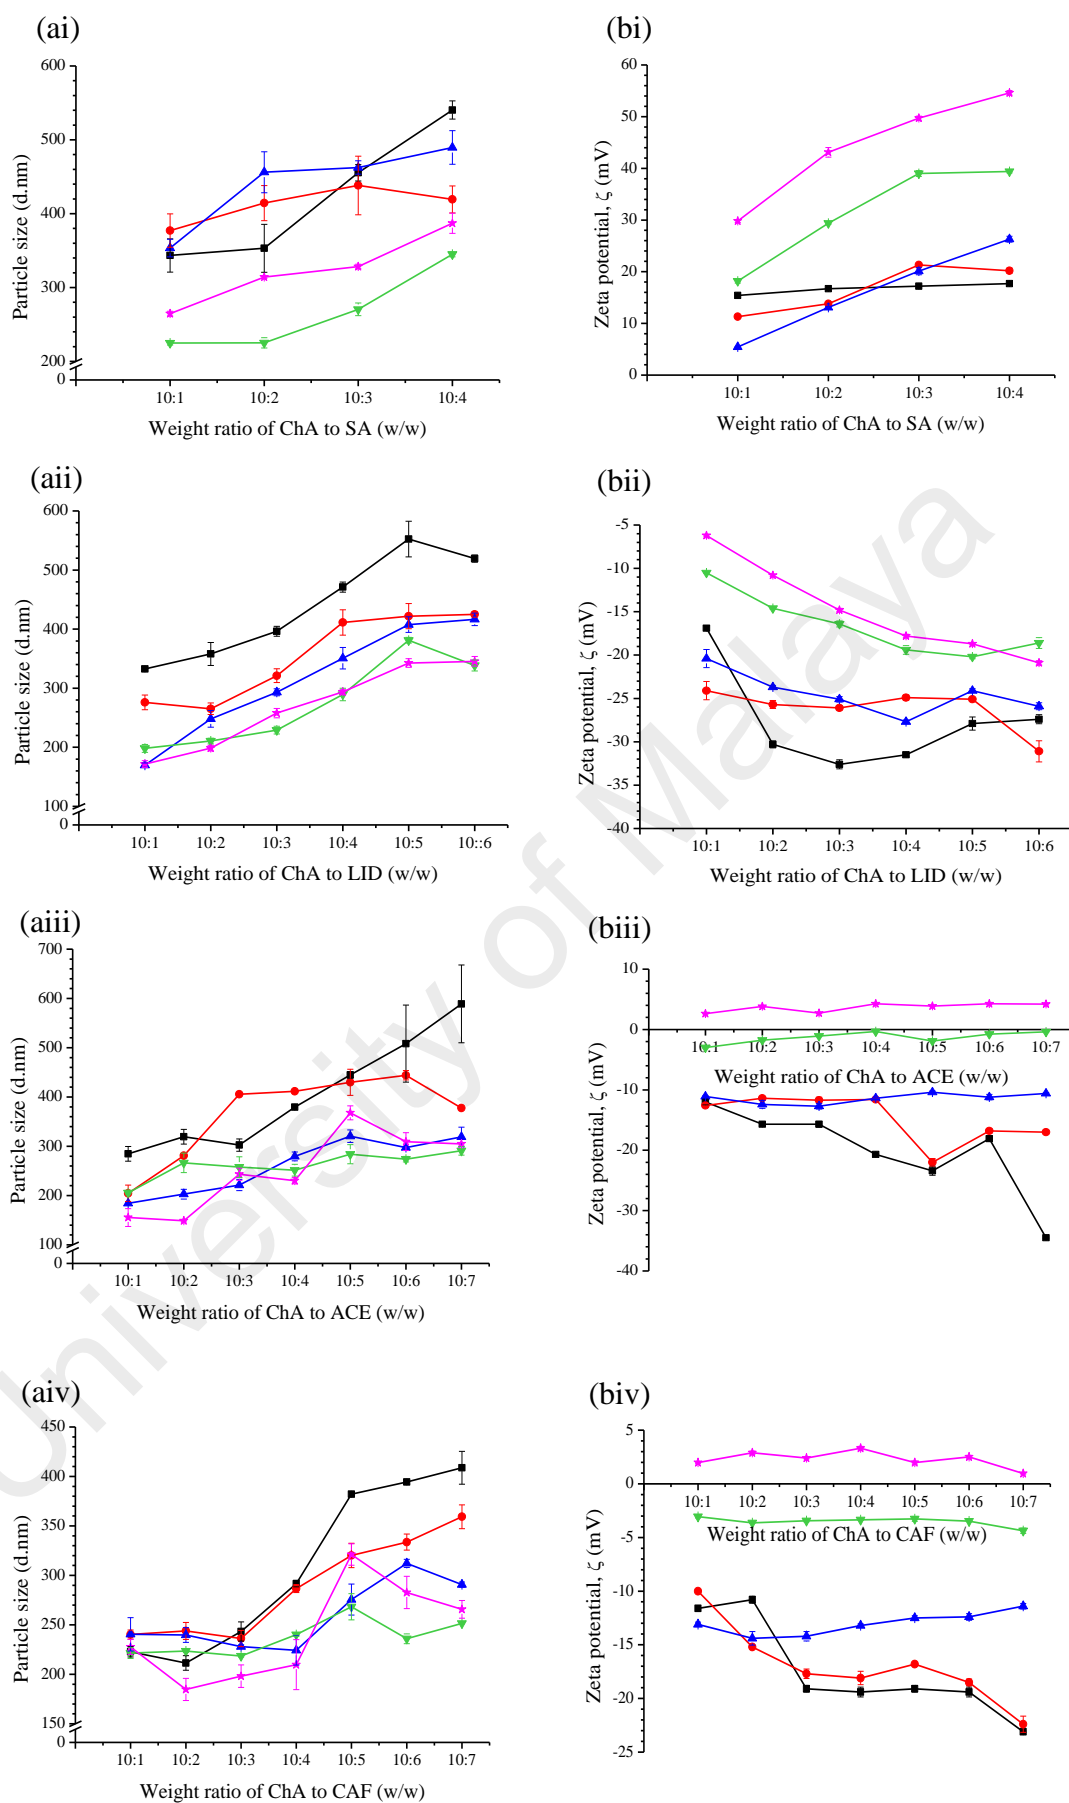 (ai)
600
500
400
300
200
0
Particle size (d.nm)
10:1 10:2 10:3 10:4
Weight ratio of ChA to SA (w/w)
(bi)
60
50
40
30
20
10
0
Zeta potential, ζ (mV)
10:1 10:2 10:3 10:4
Weight ratio of ChA to SA (w/w)
(aii)
600
500
400
300
200
100
0
Particle size (d.nm)
10:1 10:2 10:3 10:4 10:5 10::6
Weight ratio of ChA to LID (w/w)
(bii)
-5
-10
-15
-20
-25
-30
-35
-40
Zeta potential, ζ (mV)
10:1 10:2 10:3 10:4 10:5 10:6
Weight ratio of ChA to LID (w/w)
(aiii)
700
600
500
400
300
200
100
0
Particle size (d.nm)
10:1 10:2 10:3 10:4 10:5 10:6 10:7
Weight ratio of ChA to ACE (w/w)
(biii)
10
0
-10
-20
-30
-40
Zeta potential, ζ (mV)
10:1 10:2 10:3 10:4 10:5 10:6 10:7
Weight ratio of ChA to ACE (w/w)
(aiv)
450
400
350
300
250
200
150
0
Particle size (d.nm)
10:1 10:2 10:3 10:4 10:5 10:6 10:7
Weight ratio of ChA to CAF (w/w)
(biv)
5
0
-5
-10
-15
-20
-25
Zeta potential, ζ (mV)
10:1 10:2 10:3 10:4 10:5 10:6 10:7
Weight ratio of ChA to CAF (w/w)
University of Malaya